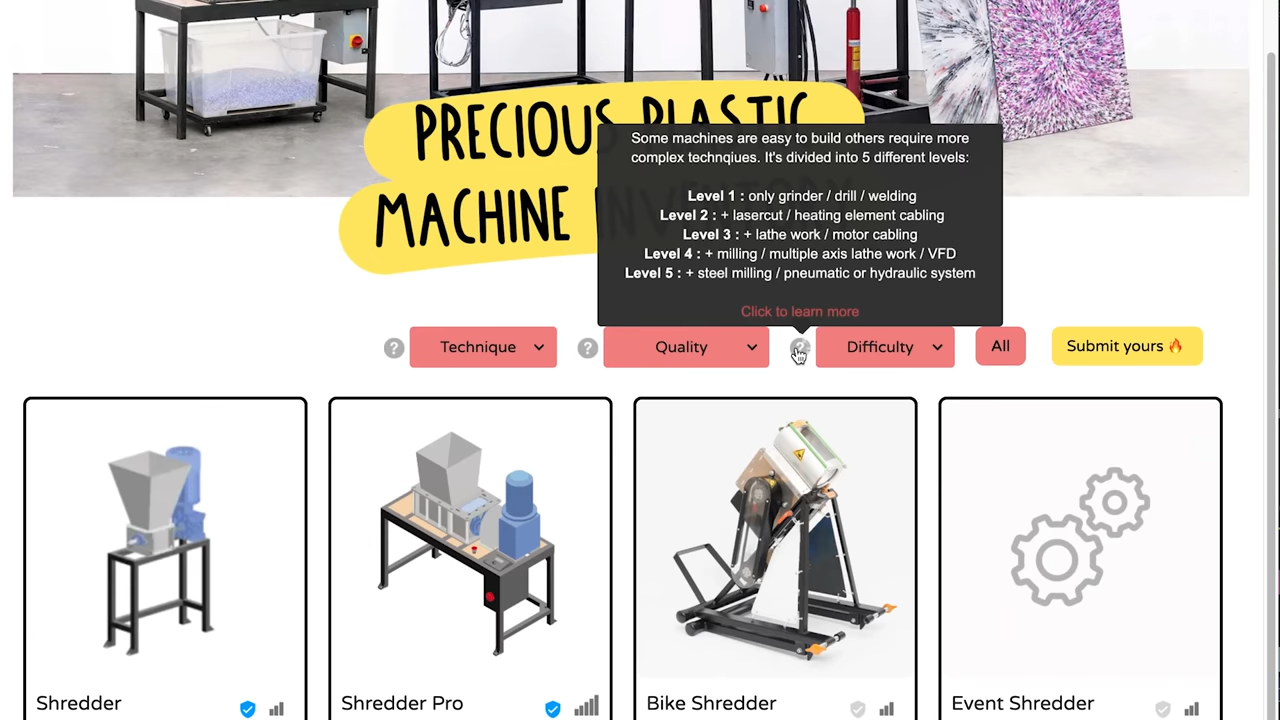 PRECIOUS PLASTIC
MACHINE INV
Some machines are easy to build others require more
complex technqiues. It's divided into 5 different levels:
Level 1 : only grinder / drill / welding
Level 2 : + lasercut / heating element cabling
Level 3 : + lathe work / motor cabling
Level 4 : + milling / multiple axis lathe work / VFD
Level 5 : + steel milling / pneumatic or hydraulic system
Click to learn more
? Technique ? Quality ? Difficulty All Submit yours 🔥
Shredder Shredder Pro Bike Shredder Event Shredder